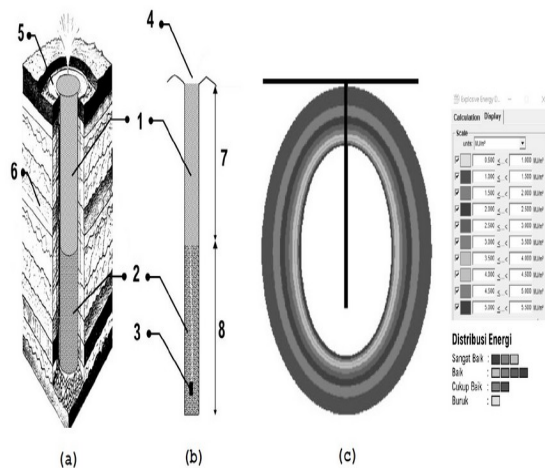 4
5
1
6
7
2
8
3
(a)
(b)
(c)
Explosive Energy D...
Calculation Display
Scale
units MJ/m³
0.500 ≤...< 1.000 MJ/m³
1.000 ≤...< 1.500 MJ/m³
1.500 ≤...< 2.000 MJ/m³
2.000 ≤...< 2.500 MJ/m³
2.500 ≤...< 3.000 MJ/m³
3.000 ≤...< 3.500 MJ/m³
3.500 ≤...< 4.000 MJ/m³
4.000 ≤...< 4.500 MJ/m³
4.500 ≤...< 5.000 MJ/m³
5.000 ≤...< 5.500 MJ/m³
Distribusi Energi
Sangat Baik :
Baik :
Cukup Baik :
Buruk :